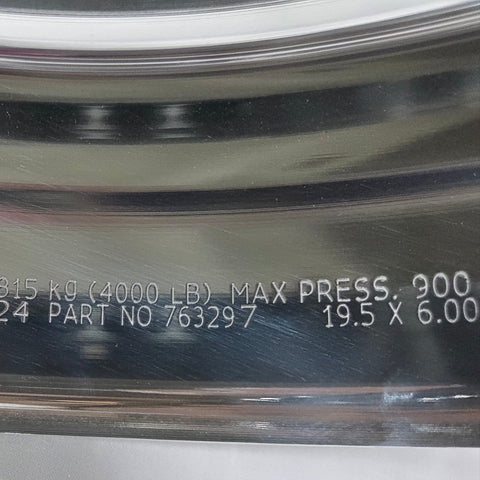 815 kg (4000 LB) MAX PRESS. 900
24 PART NO 763297 19.5 X 6.00